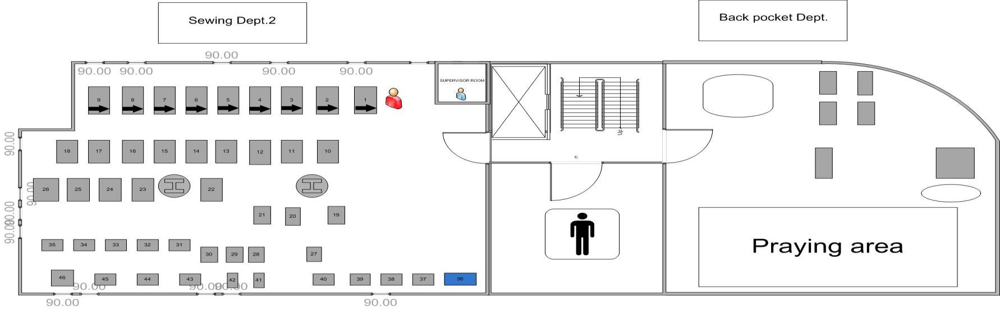 Sewing Dept.2
Back pocket Dept.
90.00
90.00 90.00 90.00 90.00
SUPERVISOR ROOM
9 8 7 6 5 4 3 2 1
Up
90.00
18 17 16 15 14 13 12 11 10
C
26 25 24 23 22
90.00
90.00
90.00
21 20 19
Praying area
35 34 33 32 31
30 29 28 27
46 45 44 43 42 41 40 39 38 37 36
90.00 90.00 90.00
90.00 90.00